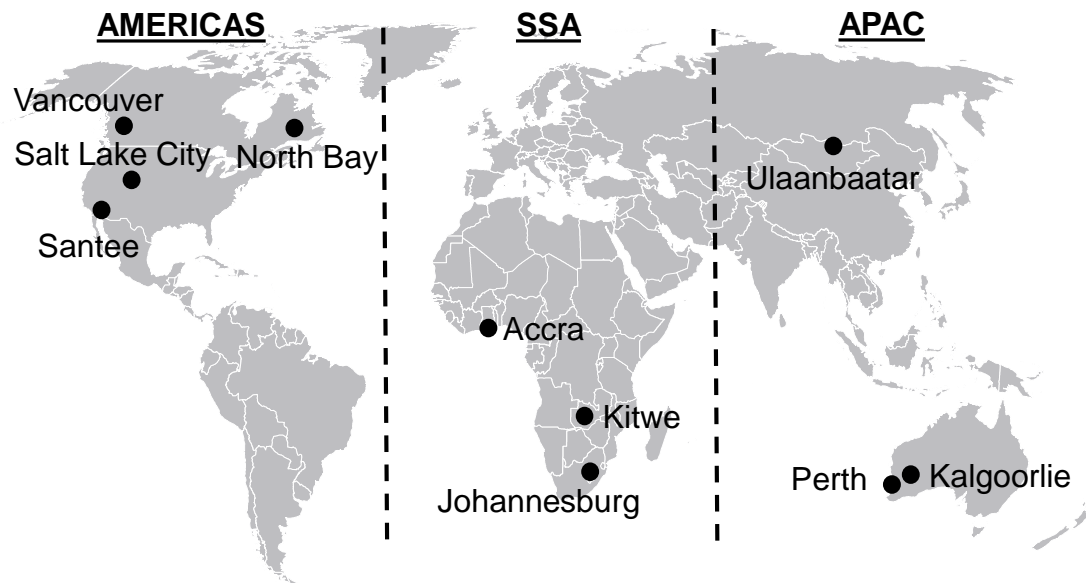 AMERICAS
SSA
APAC
Vancouver
Salt Lake City
North Bay
Santee
Ulaanbaatar
Accra
Kitwe
Johannesburg
Perth
Kalgoorlie